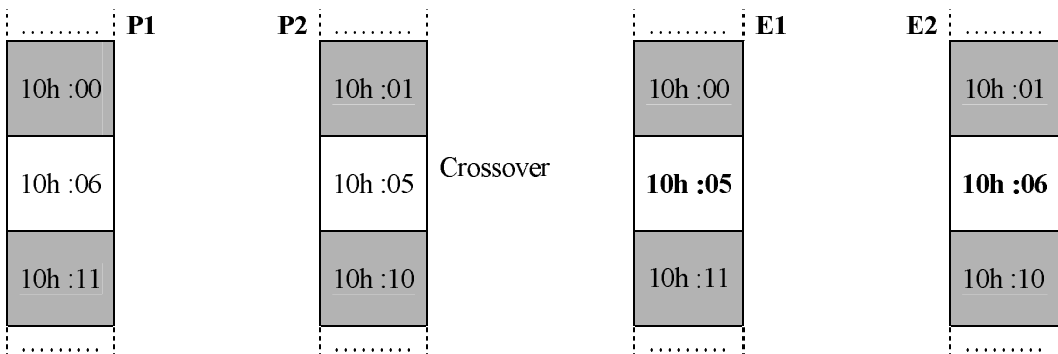 ......... P1 P2 ......... ......... E1 E2 .........
10h :00 10h :01 10h :00 10h :01
10h :06 10h :05 Crossover 10h :05 10h :06
10h :11 10h :10 10h :11 10h :10
......... ......... ......... .........